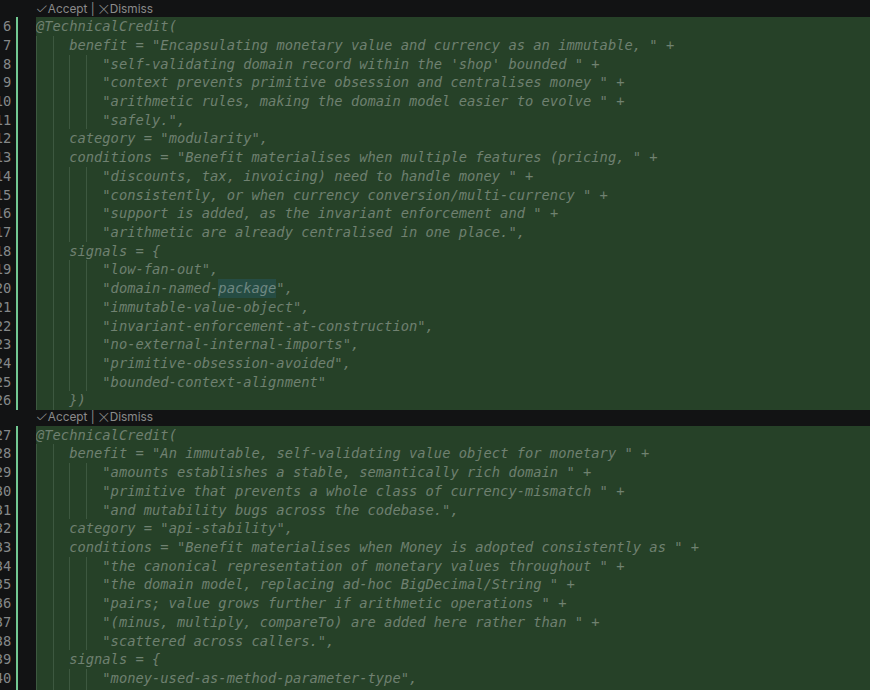 ✓Accept | ✕Dismiss
6 @TechnicalCredit(
7 benefit = "Encapsulating monetary value and currency as an immutable, " +
8 "self-validating domain record within the 'shop' bounded " +
9 "context prevents primitive obsession and centralises money " +
10 "arithmetic rules, making the domain model easier to evolve " +
11 "safely.",
12 category = "modularity",
13 conditions = "Benefit materialises when multiple features (pricing, " +
14 "discounts, tax, invoicing) need to handle money " +
15 "consistently, or when currency conversion/multi-currency " +
16 "support is added, as the invariant enforcement and " +
17 "arithmetic are already centralised in one place.",
18 signals = {
19 "low-fan-out",
20 "domain-named-package",
21 "immutable-value-object",
22 "invariant-enforcement-at-construction",
23 "no-external-internal-imports",
24 "primitive-obsession-avoided",
25 "bounded-context-alignment"
26 })
✓Accept | ✕Dismiss
27 @TechnicalCredit(
28 benefit = "An immutable, self-validating value object for monetary " +
29 "amounts establishes a stable, semantically rich domain " +
30 "primitive that prevents a whole class of currency-mismatch " +
31 "and mutability bugs across the codebase.",
32 category = "api-stability",
33 conditions = "Benefit materialises when Money is adopted consistently as " +
34 "the canonical representation of monetary values throughout " +
35 "the domain model, replacing ad-hoc BigDecimal/String " +
36 "pairs; value grows further if arithmetic operations " +
37 "(minus, multiply, compareTo) are added here rather than " +
38 "scattered across callers.",
39 signals = {
40 "money-used-as-method-parameter-type",